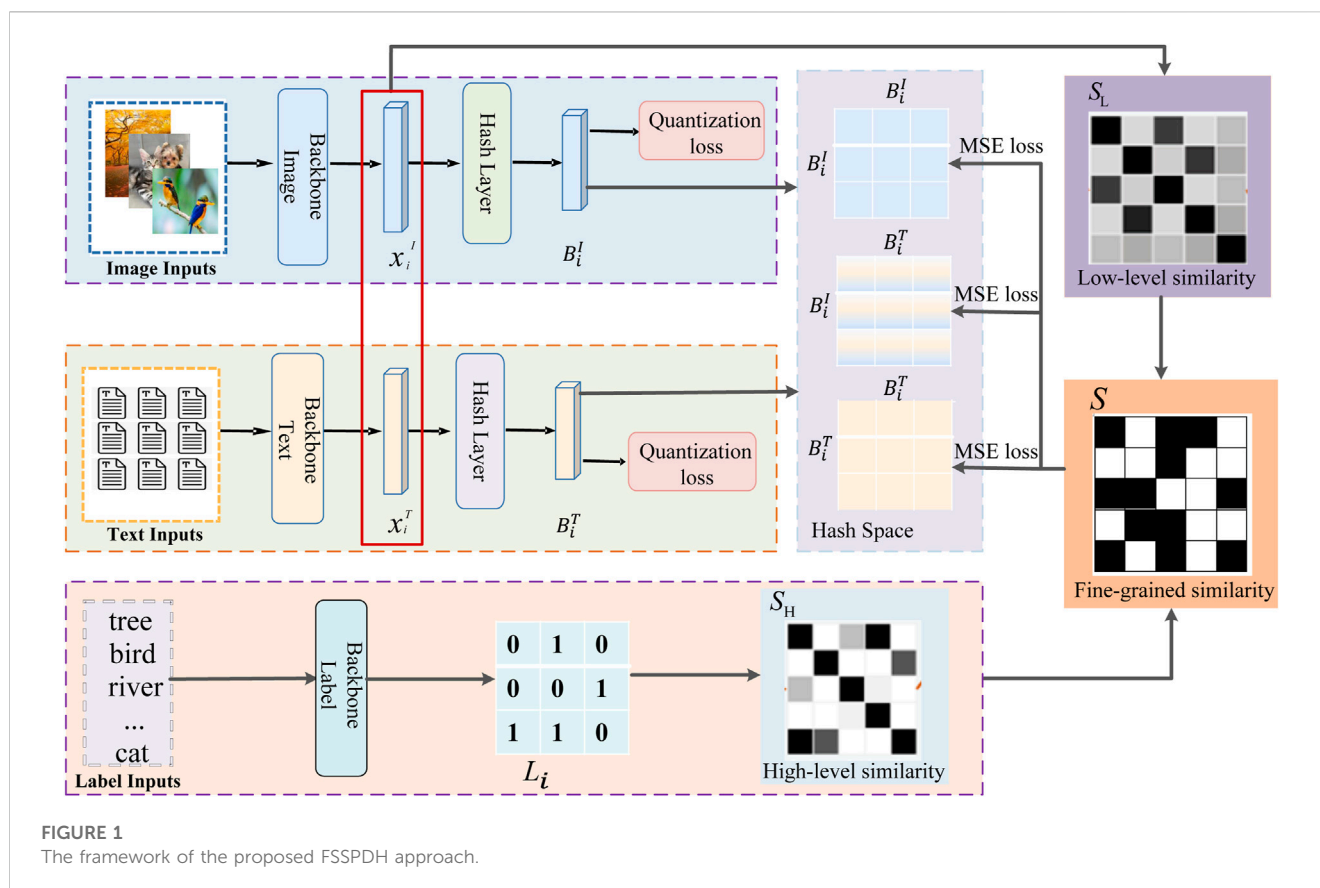 Image Inputs
Backbone
Image
x_i^I
Hash Layer
B_i^I
Quantization
loss
Text Inputs
Backbone
Text
x_i^T
Hash Layer
B_i^T
Quantization
loss
B_i^I
B_i^I
B_i^T
B_i^I
B_i^T
B_i^T
Hash Space
MSE loss
MSE loss
MSE loss
S_L
Low-level similarity
S
Fine-grained similarity
tree
bird
river
...
cat
Label Inputs
Backbone
Label
0 1 0
0 0 1
1 1 0
L_i
S_H
High-level similarity
FIGURE 1
The framework of the proposed FSSPDH approach.